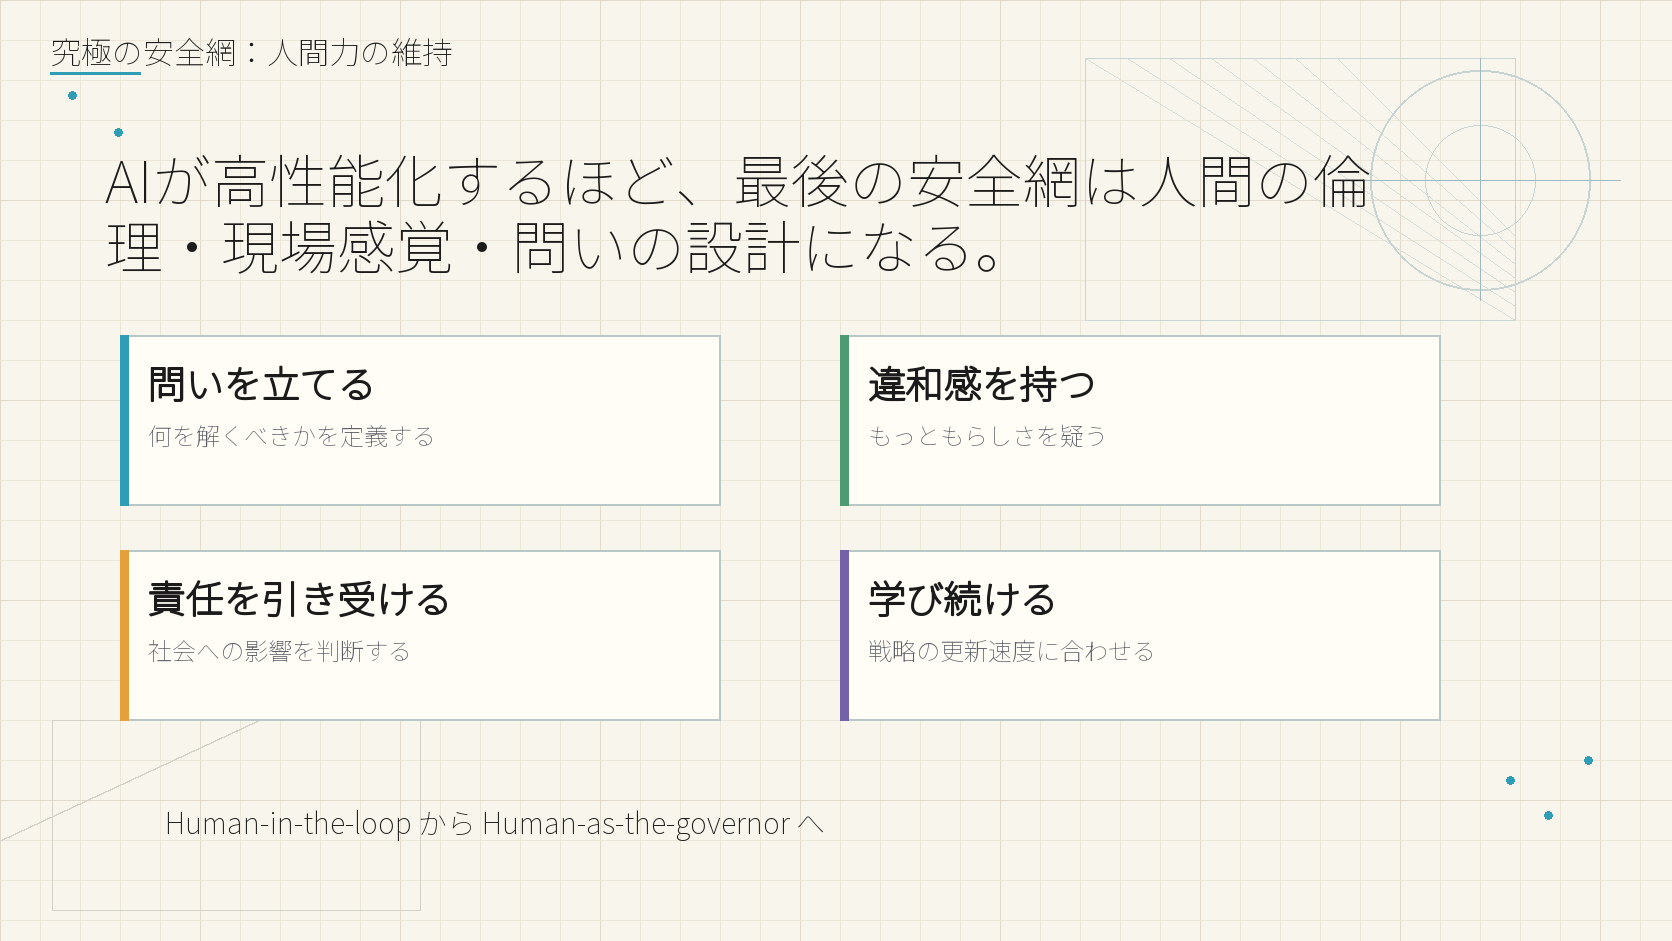 究極の安全網：人間力の維持
AIが高性能化するほど、最後の安全網は人間の倫
理・現場感覚・問いの設計になる。
問いを立てる
何を解くべきかを定義する
違和感を持つ
もっともらしさを疑う
責任を引き受ける
社会への影響を判断する
学び続ける
戦略の更新速度に合わせる
Human-in-the-loop から Human-as-the-governor へ